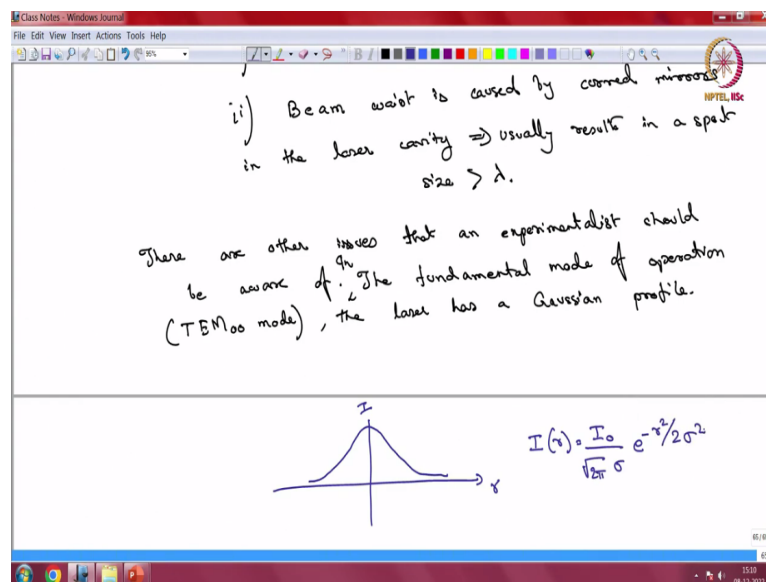 Class Notes - Windows Journal
File Edit View Insert Actions Tools Help
95%
NPTEL, IISc
ii) Beam waist is caused by curved mirrors
in the laser cavity ⇒ usually results in a spot
size > λ.
There are other issues that an experimentalist should
be aware of. In The fundamental mode of operation
(TEM₀₀ mode), the laser has a Gaussian profile.
I
r
I(r) = I₀/(√2π σ) e^(-r²/2σ²)
15:10